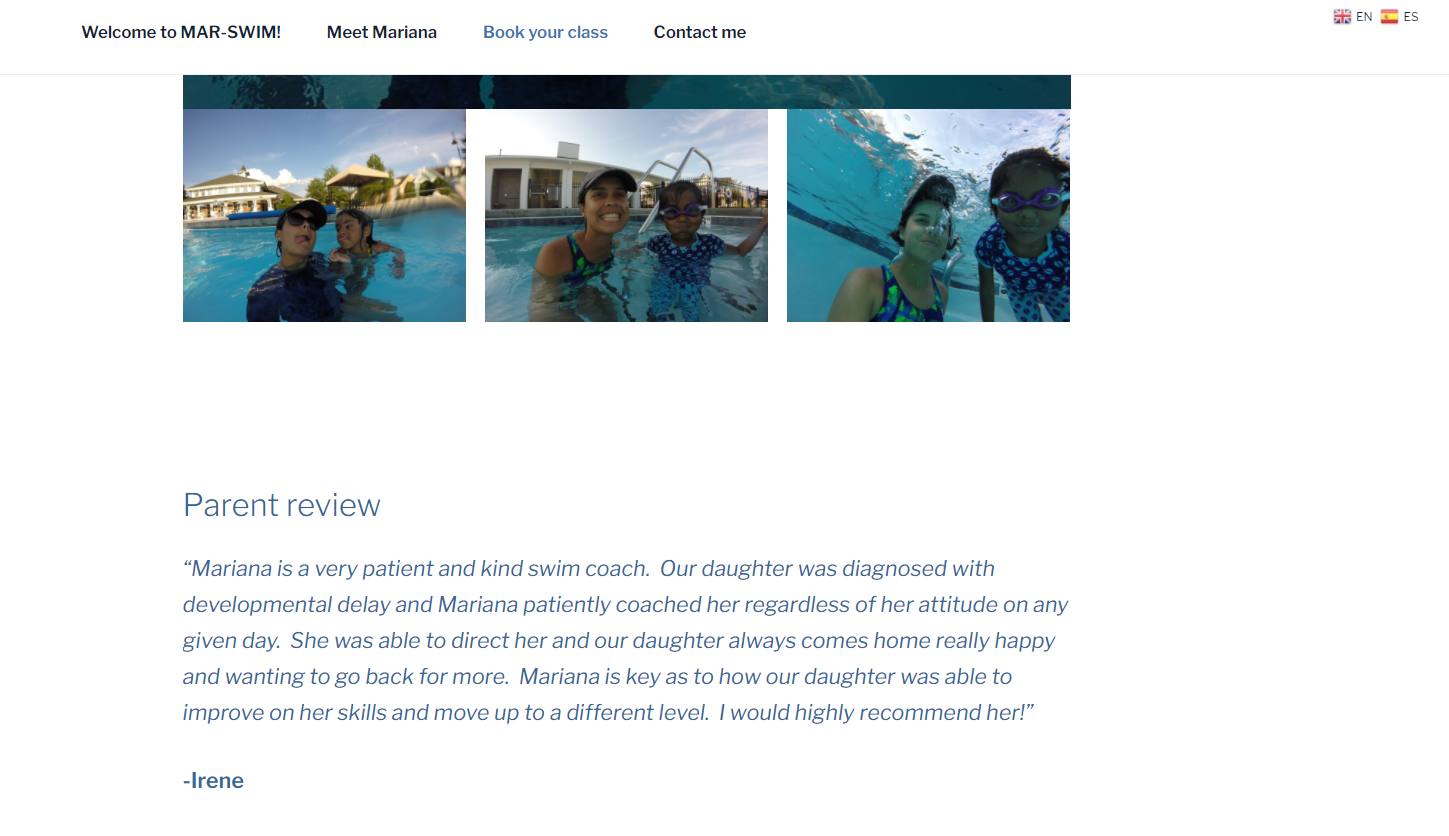 Welcome to MAR-SWIM! Meet Mariana Book your class Contact me EN ES
Parent review
“Mariana is a very patient and kind swim coach.  Our daughter was diagnosed with
developmental delay and Mariana patiently coached her regardless of her attitude on any
given day.  She was able to direct her and our daughter always comes home really happy
and wanting to go back for more.  Mariana is key as to how our daughter was able to
improve on her skills and move up to a different level.  I would highly recommend her!”
-Irene